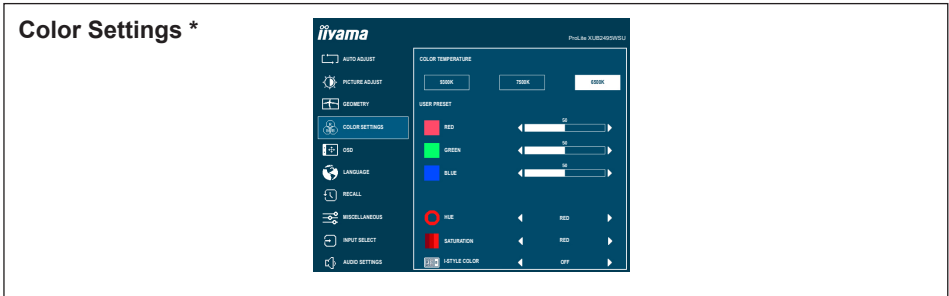 Color Settings *
iiyama
ProLite XUB2495WSU
AUTO ADJUST
PICTURE ADJUST
GEOMETRY
COLOR SETTINGS
OSD
LANGUAGE
RECALL
MISCELLANEOUS
INPUT SELECT
AUDIO SETTINGS
COLOR TEMPERATURE
9300K 7500K 6500K
USER PRESET
RED 50
GREEN 50
BLUE 50
HUE RED
SATURATION RED
I-STYLE COLOR OFF